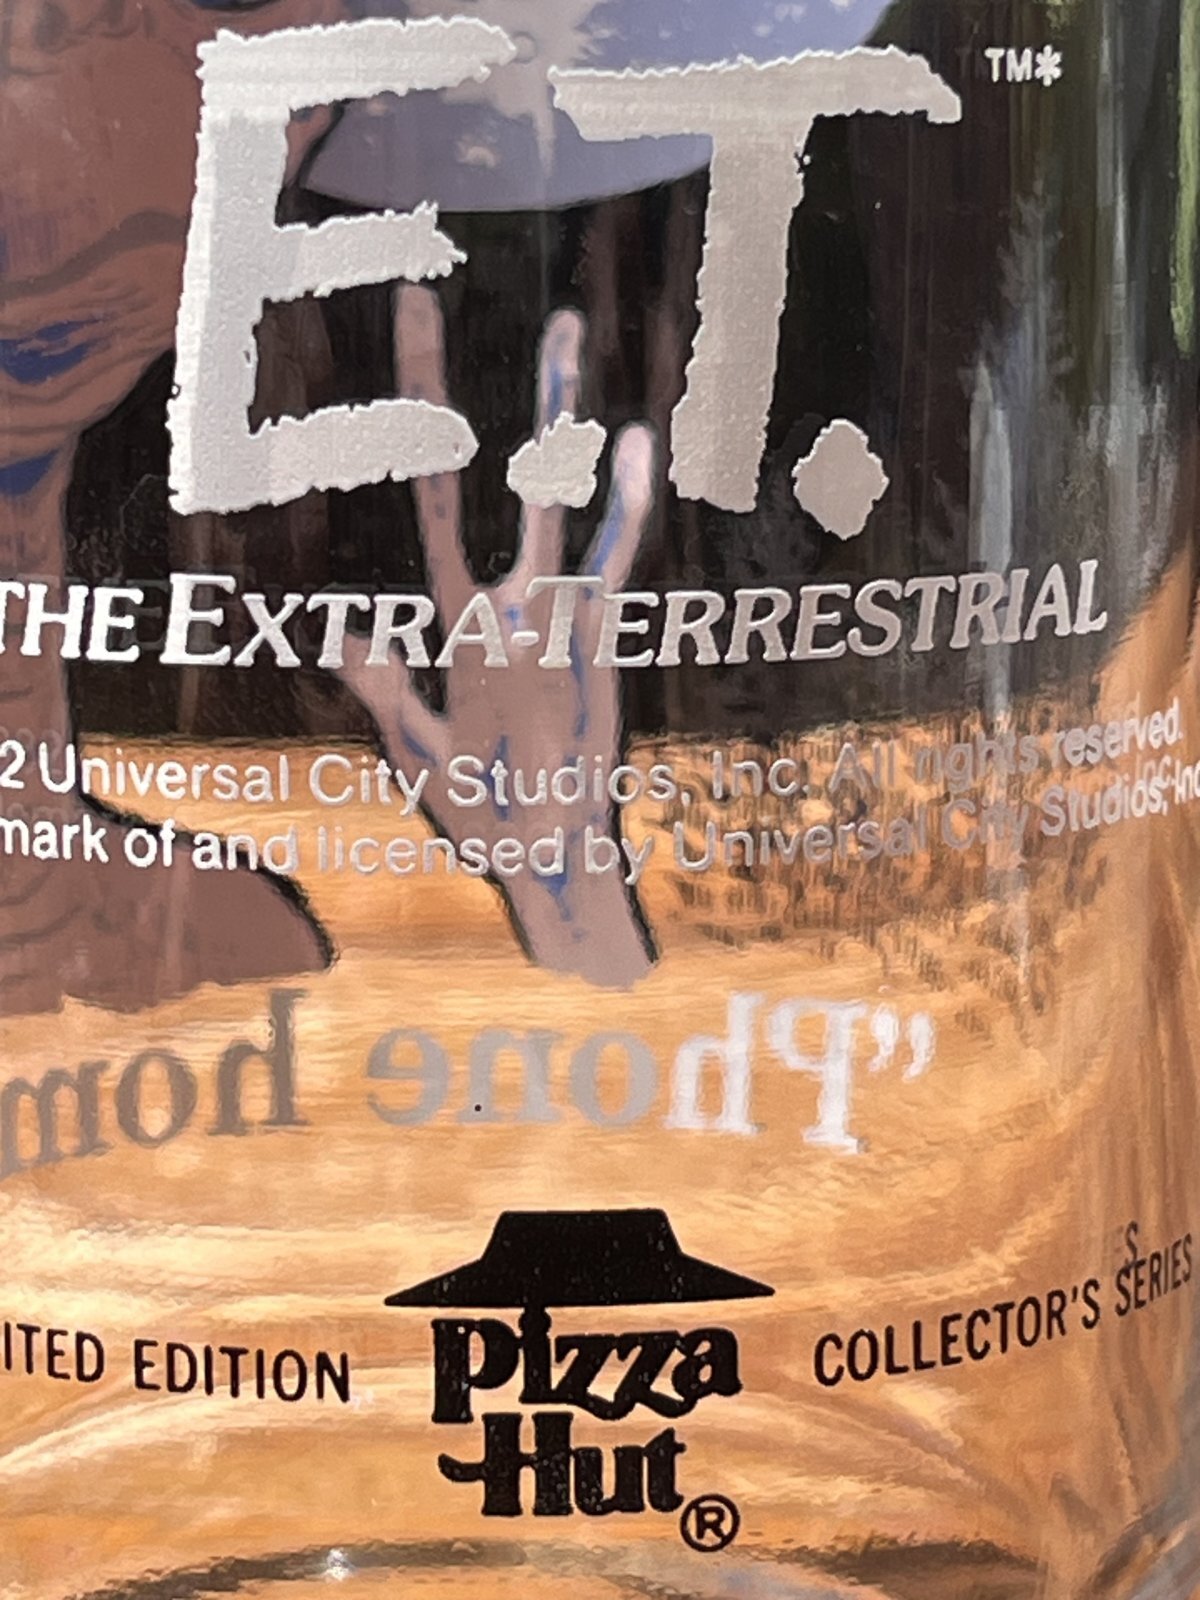 E.T. TM*
THE EXTRA-TERRESTRIAL
2 Universal City Studios, Inc. All rights reserved.
mark of and licensed by Universal City Studios, Inc
"Phone hom
ITED EDITION
Pizza
Hut®
COLLECTOR'S SERIES